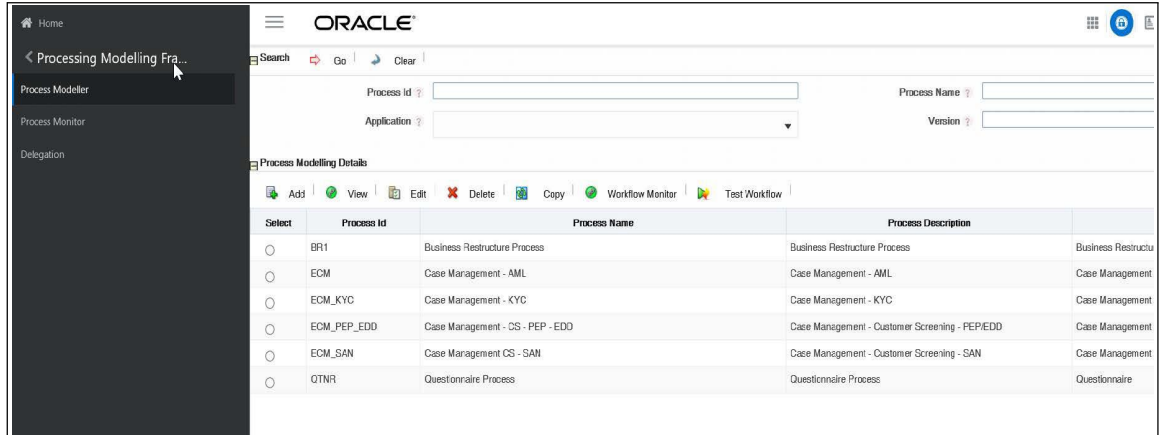 Home
Processing Modelling Fra...
Process Modeller
Process Monitor
Delegation
ORACLE
Search Go Clear
Process Id ? Process Name ?
Application ? Version ?
Process Modelling Details
Add View Edit Delete Copy Workflow Monitor Test Workflow
Select Process Id Process Name Process Description
BR1 Business Restructure Process Business Restructure Process Business Restructu
ECM Case Management - AML Case Management - AML Case Management
ECM_KYC Case Management - KYC Case Management - KYC Case Management
ECM_PEP_EDD Case Management - CS - PEP - EDD Case Management - Customer Screening - PEP/EDD Case Management
ECM_SAN Case Management CS - SAN Case Management - Customer Screening - SAN Case Management
QTNR Questionnaire Process Questionnaire Process Questionnaire